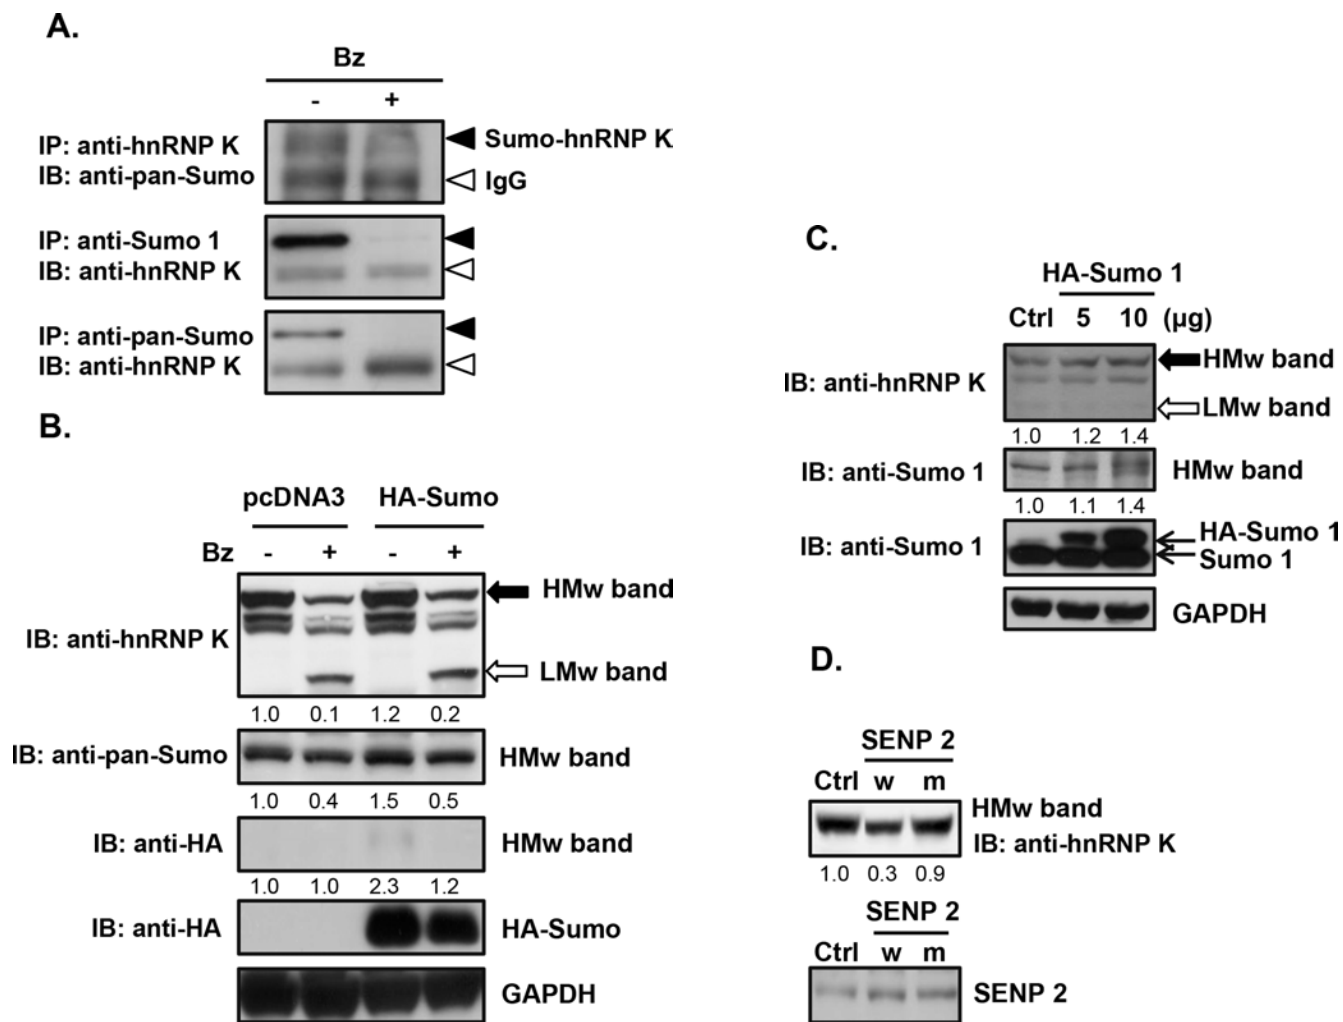 A.
Bz
- +
IP: anti-hnRNP K
IB: anti-pan-Sumo
Sumo-hnRNP K
IgG
IP: anti-Sumo 1
IB: anti-hnRNP K
IP: anti-pan-Sumo
IB: anti-hnRNP K
B.
pcDNA3 HA-Sumo
Bz - + - +
IB: anti-hnRNP K
HMw band
LMw band
1.0 0.1 1.2 0.2
IB: anti-pan-Sumo HMw band
1.0 0.4 1.5 0.5
IB: anti-HA HMw band
1.0 1.0 2.3 1.2
IB: anti-HA HA-Sumo
GAPDH
C.
HA-Sumo 1
Ctrl 5 10 (µg)
IB: anti-hnRNP K
HMw band
LMw band
1.0 1.2 1.4
IB: anti-Sumo 1 HMw band
1.0 1.1 1.4
IB: anti-Sumo 1
HA-Sumo 1
Sumo 1
GAPDH
D.
SENP 2
Ctrl w m
HMw band
IB: anti-hnRNP K
1.0 0.3 0.9
SENP 2
Ctrl w m
SENP 2